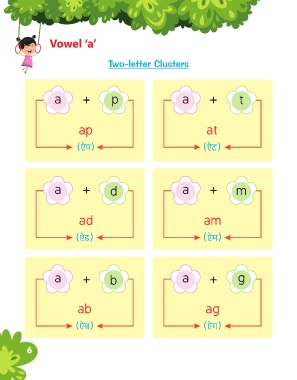 Vowel ‘a’
Two-letter Clusters
a + p
ap
(ऐप)
a + t
at
(ऐट)
a + d
ad
(ऐड)
a + m
am
(ऐम)
a + b
ab
(ऐब)
a + g
ag
(ऐग)
6